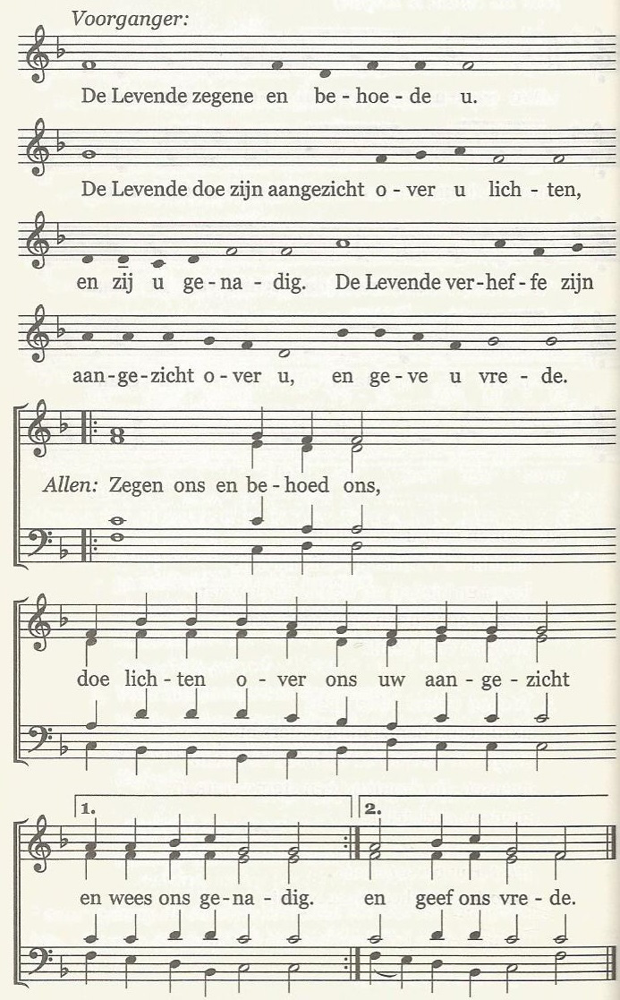 Voorganger:
De Levende zegene en be - hoe - de u.
De Levende doe zijn aangezicht o - ver u lich - ten,
en zij u ge - na - dig. De Levende ver - hef - fe zijn
aan - ge - zicht o - ver u, en ge - ve u vre - de.
Allen: Zegen ons en be - hoed ons,
doe lich - ten o - ver ons uw aan - ge - zicht
1. 2.
en wees ons ge - na - dig. en geef ons vre - de.